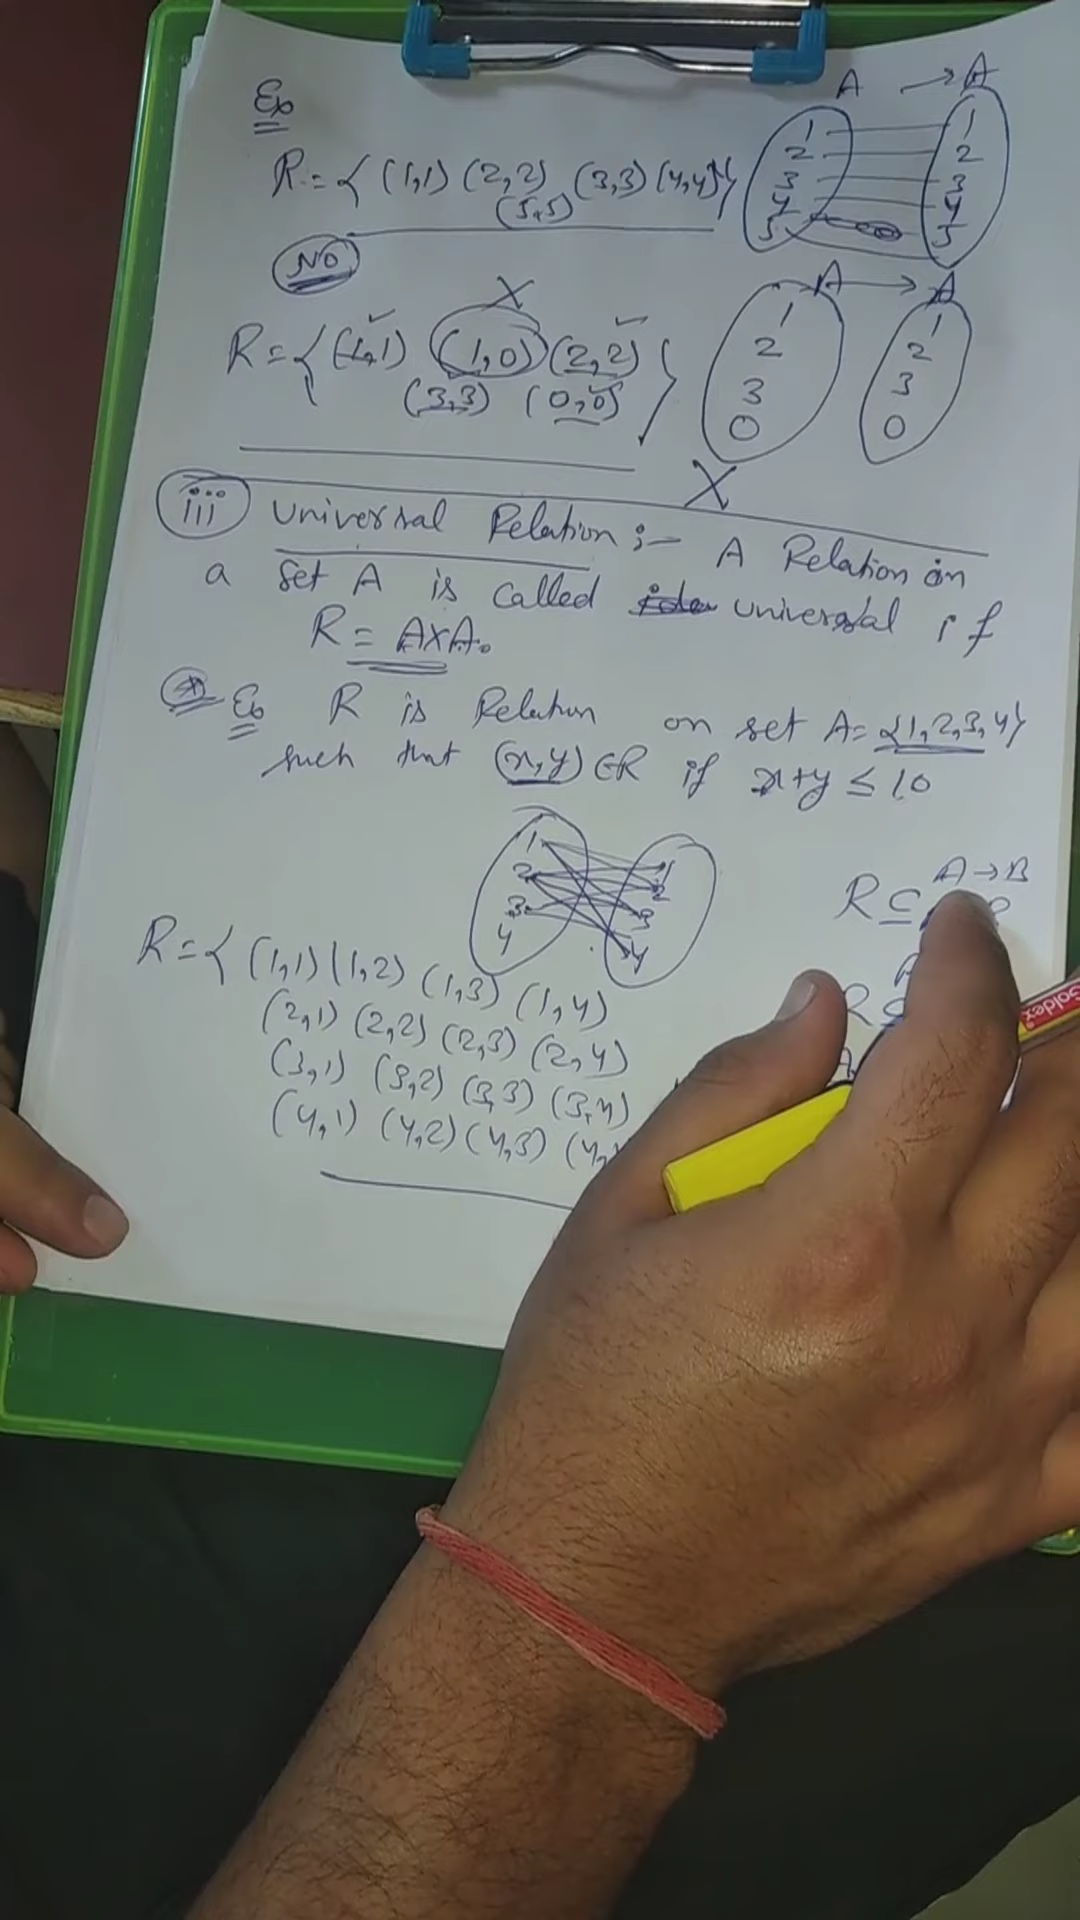 Ex
A → A
R = { (1,1) (2,2) (3,3) (4,4) }
(5,5)
1 1
2 2
3 3
4 4
5 5
NO
X
A → A
R = { (1,1) (1,0) (2,2) }
(3,3) (0,0)
1 1
2 2
3 3
0 0
X
iii Universal Relation :- A Relation on
a set A is called universal if
R = A×A.
Ex R is Relation on set A = {1,2,3,4}
such that (x,y) ∈ R if x+y ≤ 10
1 1
2 2
3 3
4 4
A → B
R ⊆
R ⊆
R = { (1,1) (1,2) (1,3) (1,4)
(2,1) (2,2) (2,3) (2,4)
(3,1) (3,2) (3,3) (3,4)
(4,1) (4,2) (4,3) (4,
Goldex